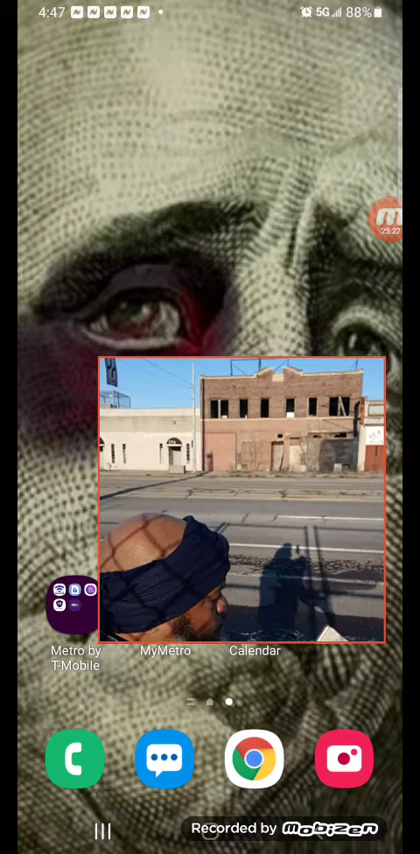 4:47
5G 88%
25:22
Metro by
T-Mobile
MyMetro
Calendar
Recorded by mobizen